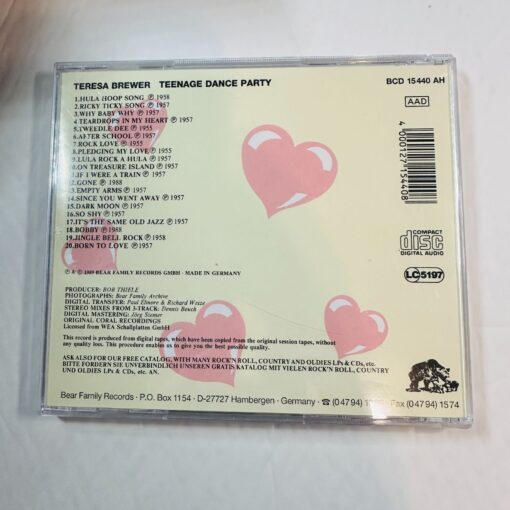 TERESA BREWER TEENAGE DANCE PARTY
BCD 15440 AH
AAD
1.HULA HOOP SONG ℗ 1958
2.RICKY TICKY SONG ℗ 1957
3.WHY BABY WHY ℗ 1957
4.TEARDROPS IN MY HEART ℗ 1957
5.TWEEDLE DEE ℗ 1955
6.AFTER SCHOOL ℗ 1957
7.ROCK LOVE ℗ 1955
8.PLEDGING MY LOVE ℗ 1955
9.LULA ROCK A HULA ℗ 1957
10.ON TREASURE ISLAND ℗ 1957
11.IF I WERE A TRAIN ℗ 1957
12.GONE ℗ 1988
13.EMPTY ARMS ℗ 1957
14.SINCE YOU WENT AWAY ℗ 1957
15.DARK MOON ℗ 1957
16.SO SHY ℗ 1957
17.IT'S THE SAME OLD JAZZ ℗ 1957
18.BOBBY ℗ 1988
19.JINGLE BELL ROCK ℗ 1958
20.BORN TO LOVE ℗ 1957
4 000127 154408
COMPACT
disc
DIGITAL AUDIO
LC 5197
℗ © 1989 BEAR FAMILY RECORDS GMBH · MADE IN GERMANY
PRODUCER: BOB THIELE
PHOTOGRAPHS: Bear Family Archive
DIGITAL TRANSFER: Paul Elmore & Richard Weize
STEREO MIXES FROM 3-TRACK: Dennis Bench
DIGITAL MASTERING: Jörg Siemer
ORIGINAL CORAL RECORDINGS
Licensed from WEA Schallplatten GmbH
This record is produced from digital tapes, which have been copied from the original session tapes, without
any quality loss. This procedure enables us to give you the best possible quality.
ASK ALSO FOR OUR FREE CATALOG WITH MANY ROCK'N'ROLL, COUNTRY AND OLDIES LPs & CDs, etc.
BITTE FORDERN SIE UNVERBINDLICH UNSEREN GRATIS KATALOG MIT VIELEN ROCK'N ROLL, COUNTRY
UND OLDIES LPs & CDs, etc. AN.
Bear Family Records · P.O. Box 1154 · D-27727 Hambergen · Germany · ☎ (0 47 94) Fax (0 47 94) 15 74